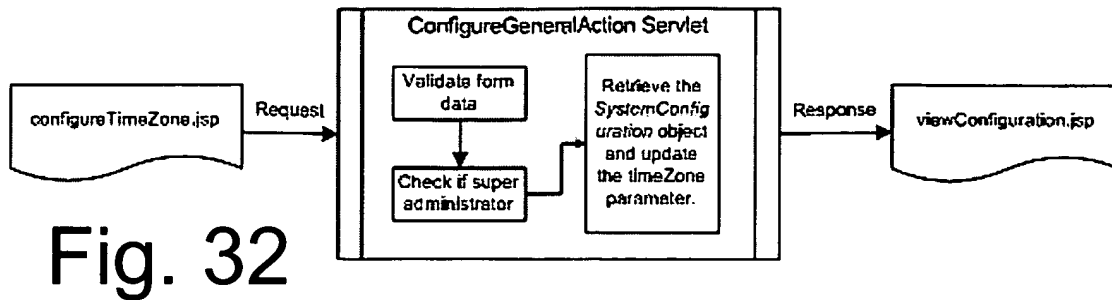 ConfigureGeneralAction Servlet
configureTimeZone.jsp
Request
Validate form
data
Check if super
administrator
Retrieve the
SystemConfig
uration object
and update
the timeZone
parameter.
Response
viewConfiguration.jsp
Fig. 32